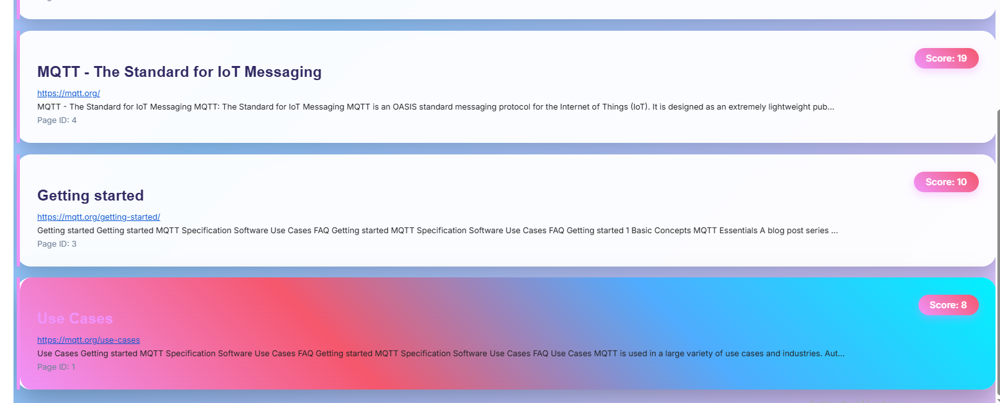 MQTT - The Standard for IoT Messaging
Score: 19
https://mqtt.org/
MQTT - The Standard for IoT Messaging MQTT: The Standard for IoT Messaging MQTT is an OASIS standard messaging protocol for the Internet of Things (IoT). It is designed as an extremely lightweight pub...
Page ID: 4
Getting started
Score: 10
https://mqtt.org/getting-started/
Getting started Getting started MQTT Specification Software Use Cases FAQ Getting started MQTT Specification Software Use Cases FAQ Getting started 1 Basic Concepts MQTT Essentials A blog post series ...
Page ID: 3
Use Cases
Score: 8
https://mqtt.org/use-cases
Use Cases Getting started MQTT Specification Software Use Cases FAQ Getting started MQTT Specification Software Use Cases FAQ Use Cases MQTT is used in a large variety of use cases and industries. Aut...
Page ID: 1